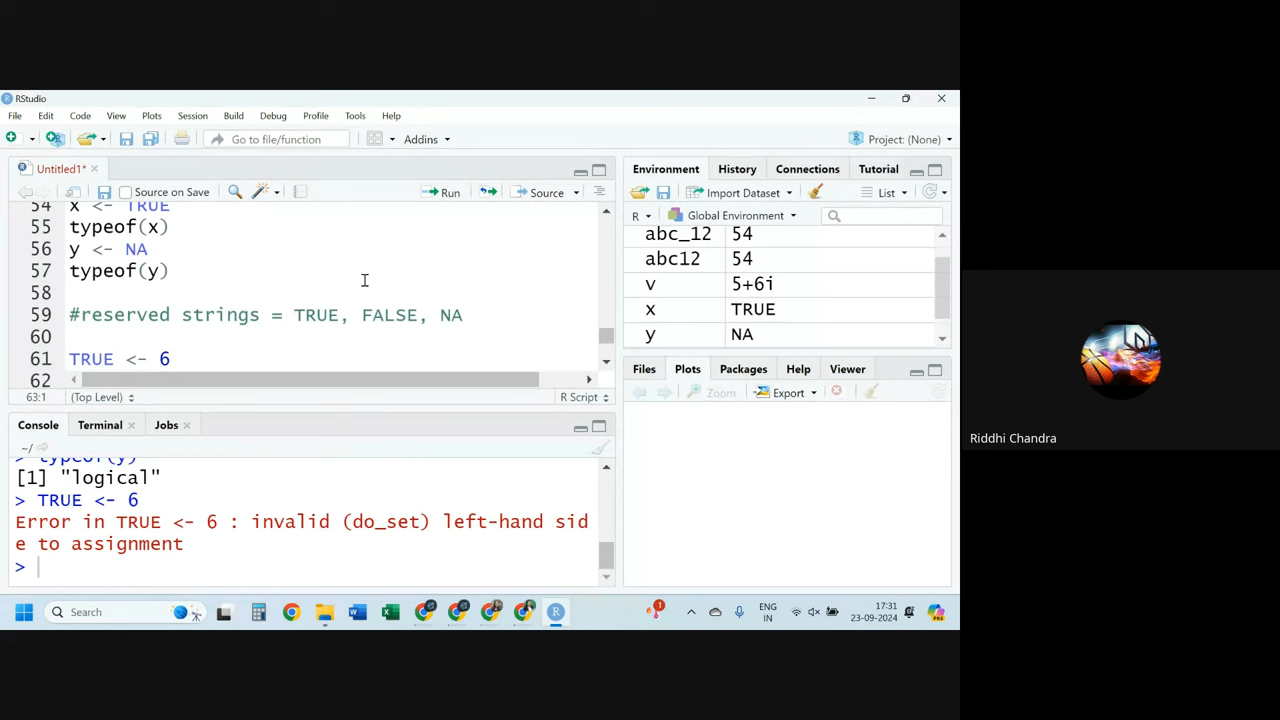 RStudio
File Edit Code View Plots Session Build Debug Profile Tools Help
Go to file/function Addins Project: (None)
Untitled1*
Source on Save Run Source
54 x <- TRUE
55 typeof(x)
56 y <- NA
57 typeof(y)
58
59 #reserved strings = TRUE, FALSE, NA
60
61 TRUE <- 6
62
63:1 (Top Level) R Script
Console Terminal Jobs
~/
> typeof(y)
[1] "logical"
> TRUE <- 6
Error in TRUE <- 6 : invalid (do_set) left-hand sid
e to assignment
>
Environment History Connections Tutorial
Import Dataset List
R Global Environment
abc_12 54
abc12 54
v 5+6i
x TRUE
y NA
Files Plots Packages Help Viewer
Zoom Export
Riddhi Chandra
Search
1
ENG
IN
17:31
23-09-2024